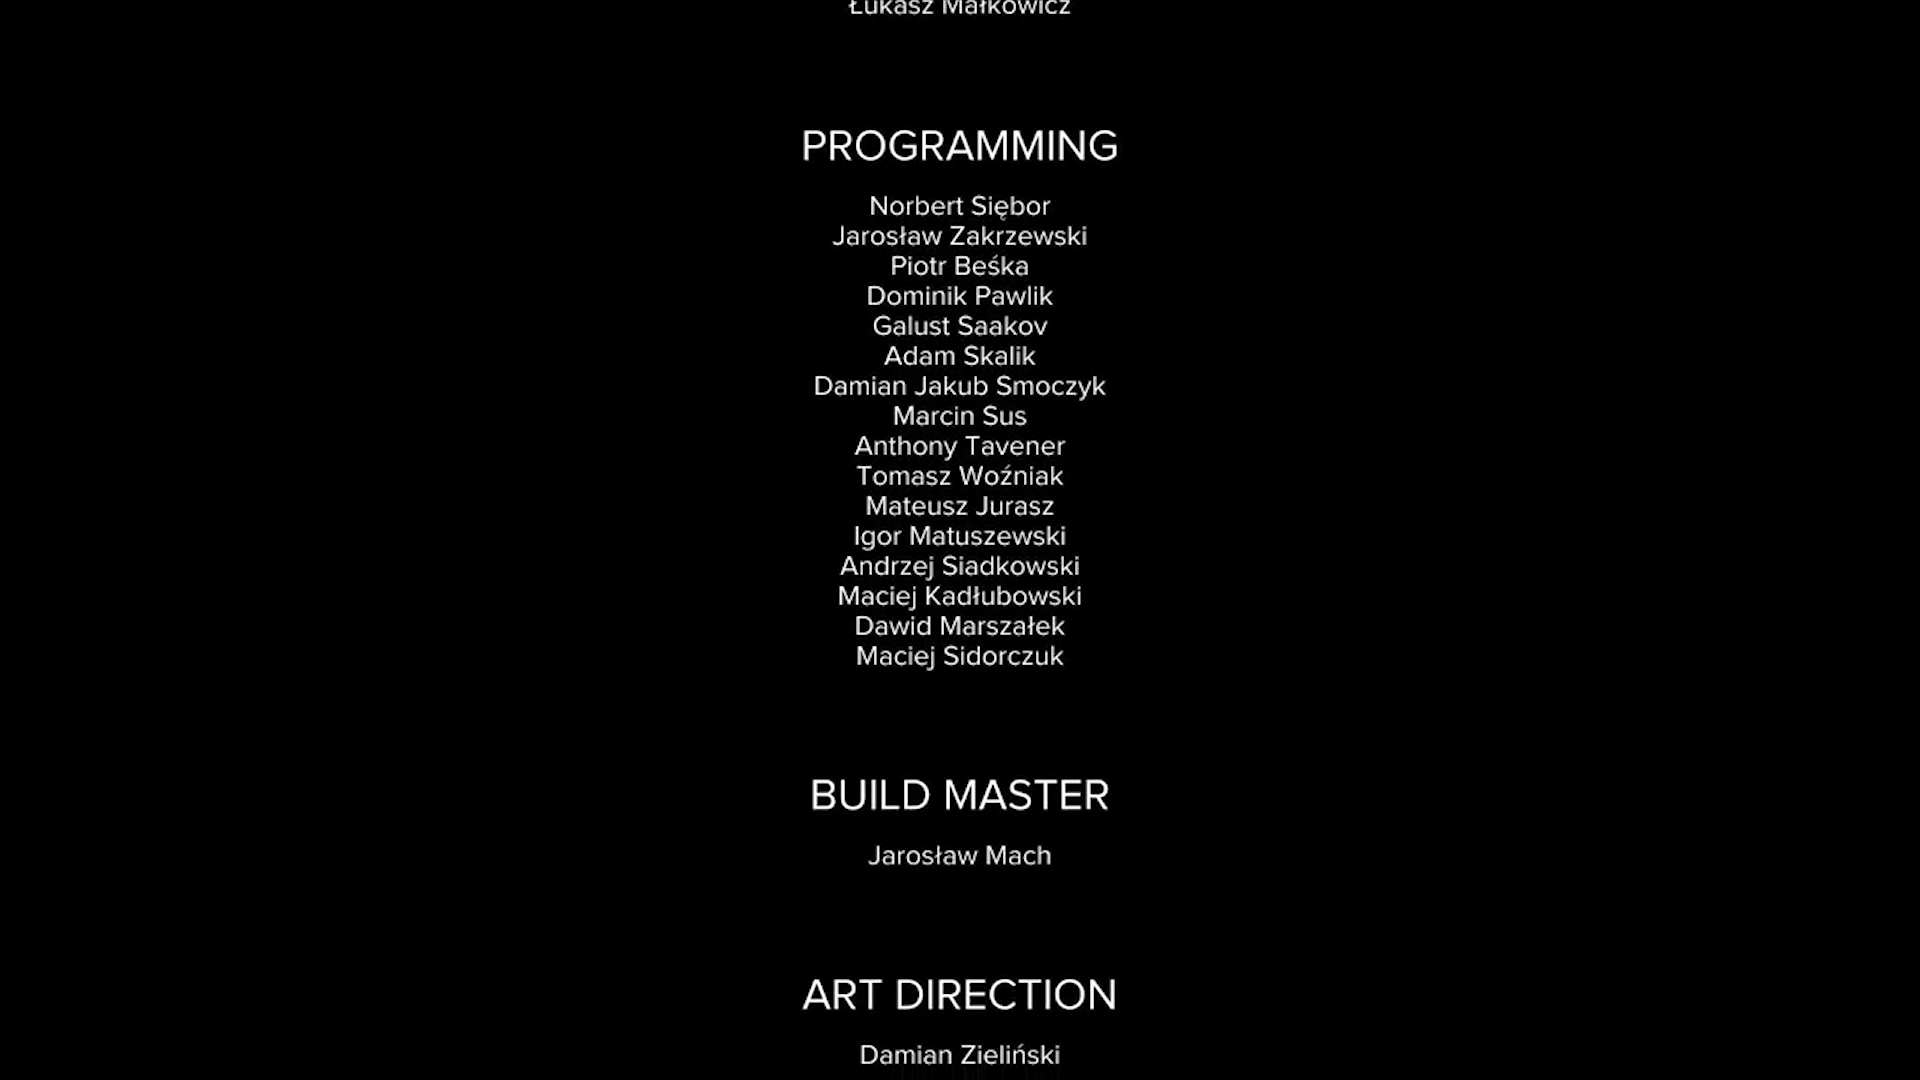 Łukasz Małkowicz
PROGRAMMING
Norbert Siębor
Jarosław Zakrzewski
Piotr Beśka
Dominik Pawlik
Galust Saakov
Adam Skalik
Damian Jakub Smoczyk
Marcin Sus
Anthony Tavener
Tomasz Woźniak
Mateusz Jurasz
Igor Matuszewski
Andrzej Siadkowski
Maciej Kadłubowski
Dawid Marszałek
Maciej Sidorczuk
BUILD MASTER
Jarosław Mach
ART DIRECTION
Damian Zieliński